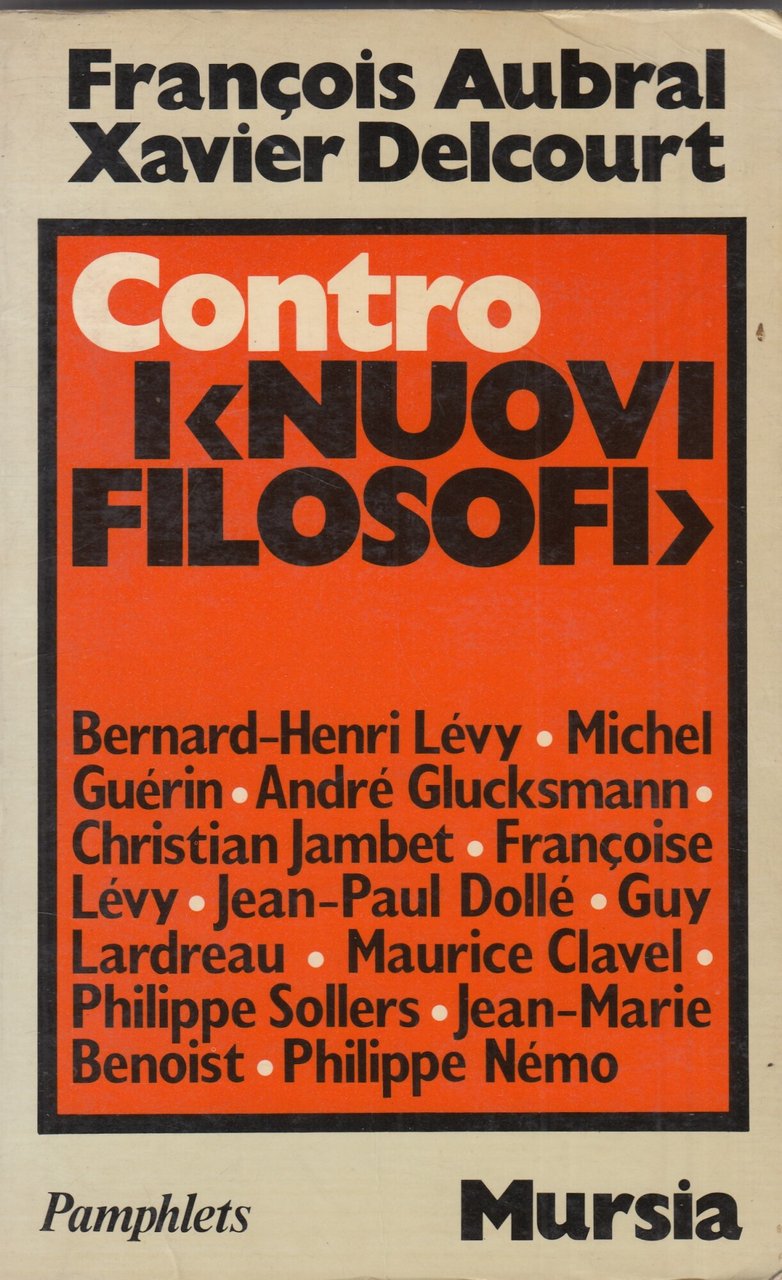 François Aubral
Xavier Delcourt
Contro
I‹NUOVI
FILOSOFI›
Bernard-Henri Lévy • Michel
Guérin • André Glucksmann •
Christian Jambet • Françoise
Lévy • Jean-Paul Dollé • Guy
Lardreau • Maurice Clavel •
Philippe Sollers • Jean-Marie
Benoist • Philippe Némo
Pamphlets
Mursia